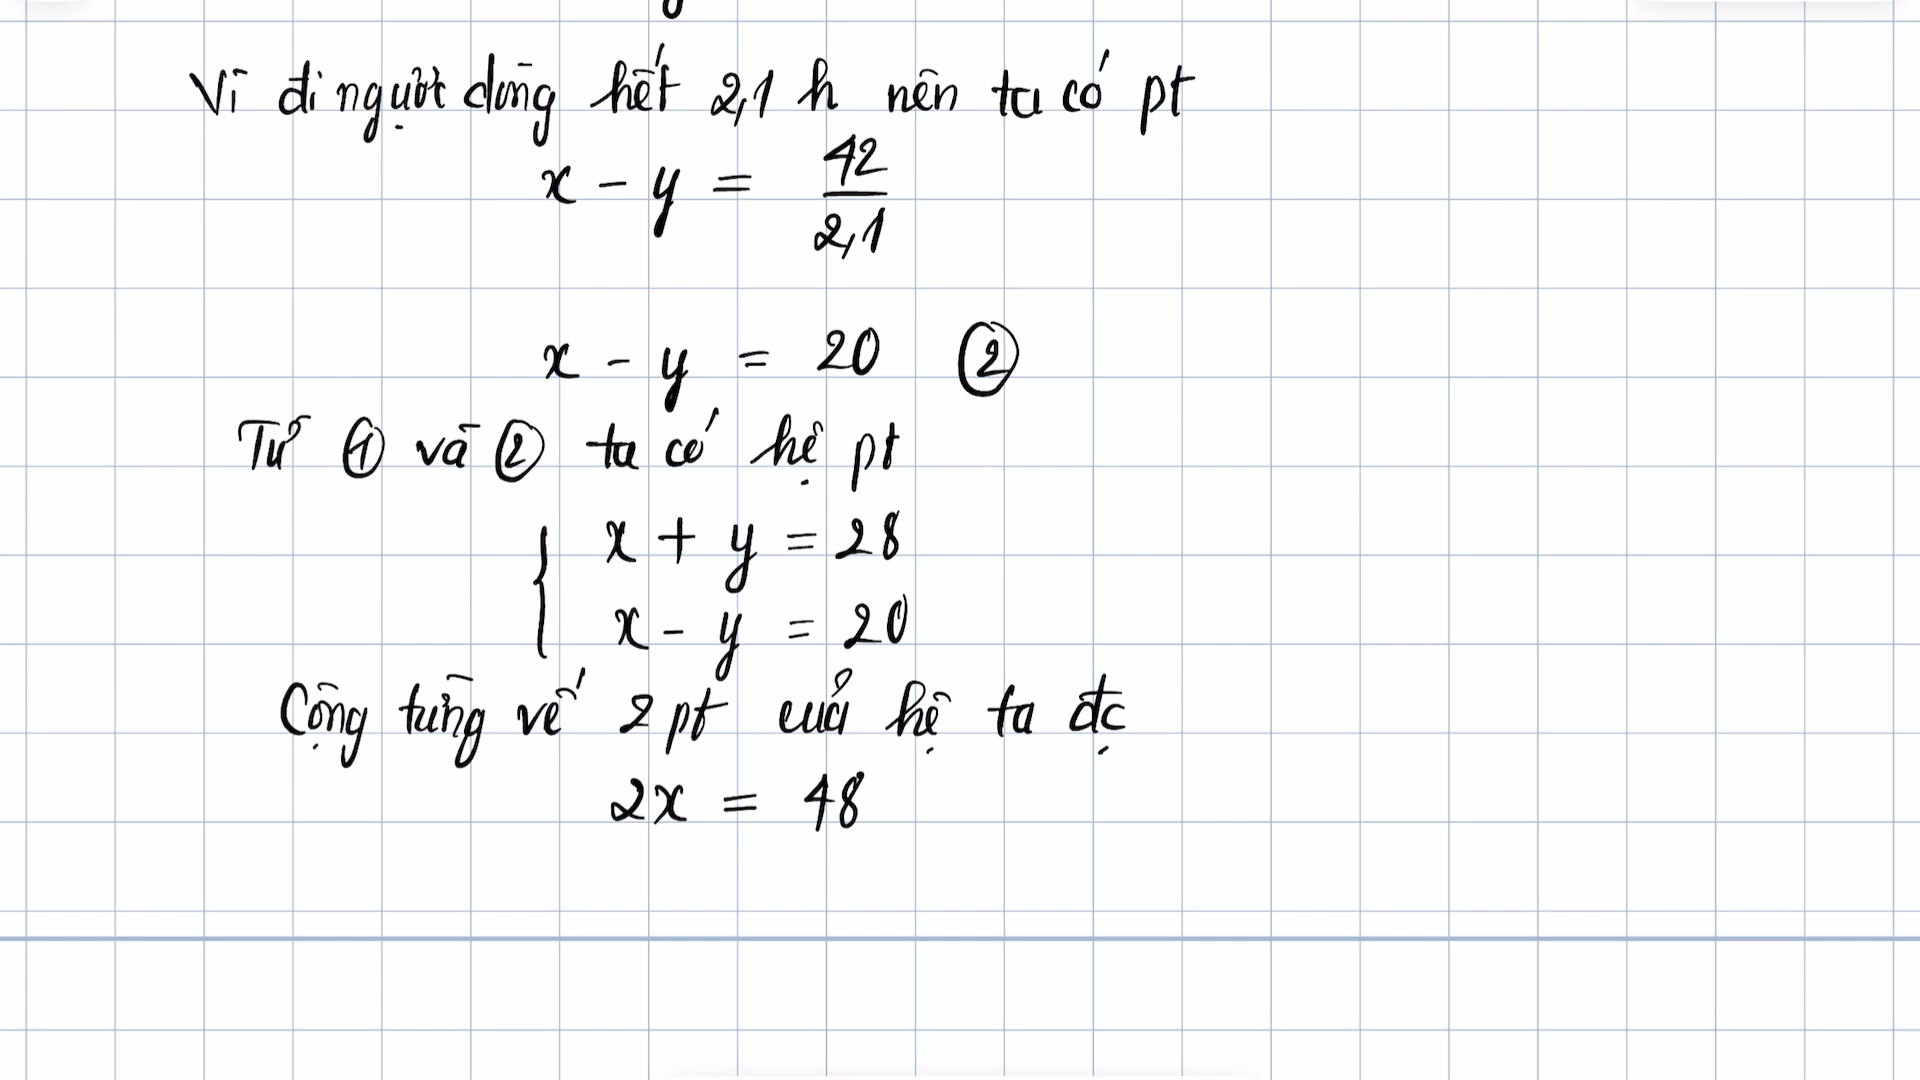 Vì đi ngược dòng hết 2,1 h nên ta có pt
x - y = 42/2,1
x - y = 20 ②
Từ ① và ② ta có hệ pt
{ x + y = 28
x - y = 20
Cộng từng vế 2 pt của hệ ta đc
2x = 48